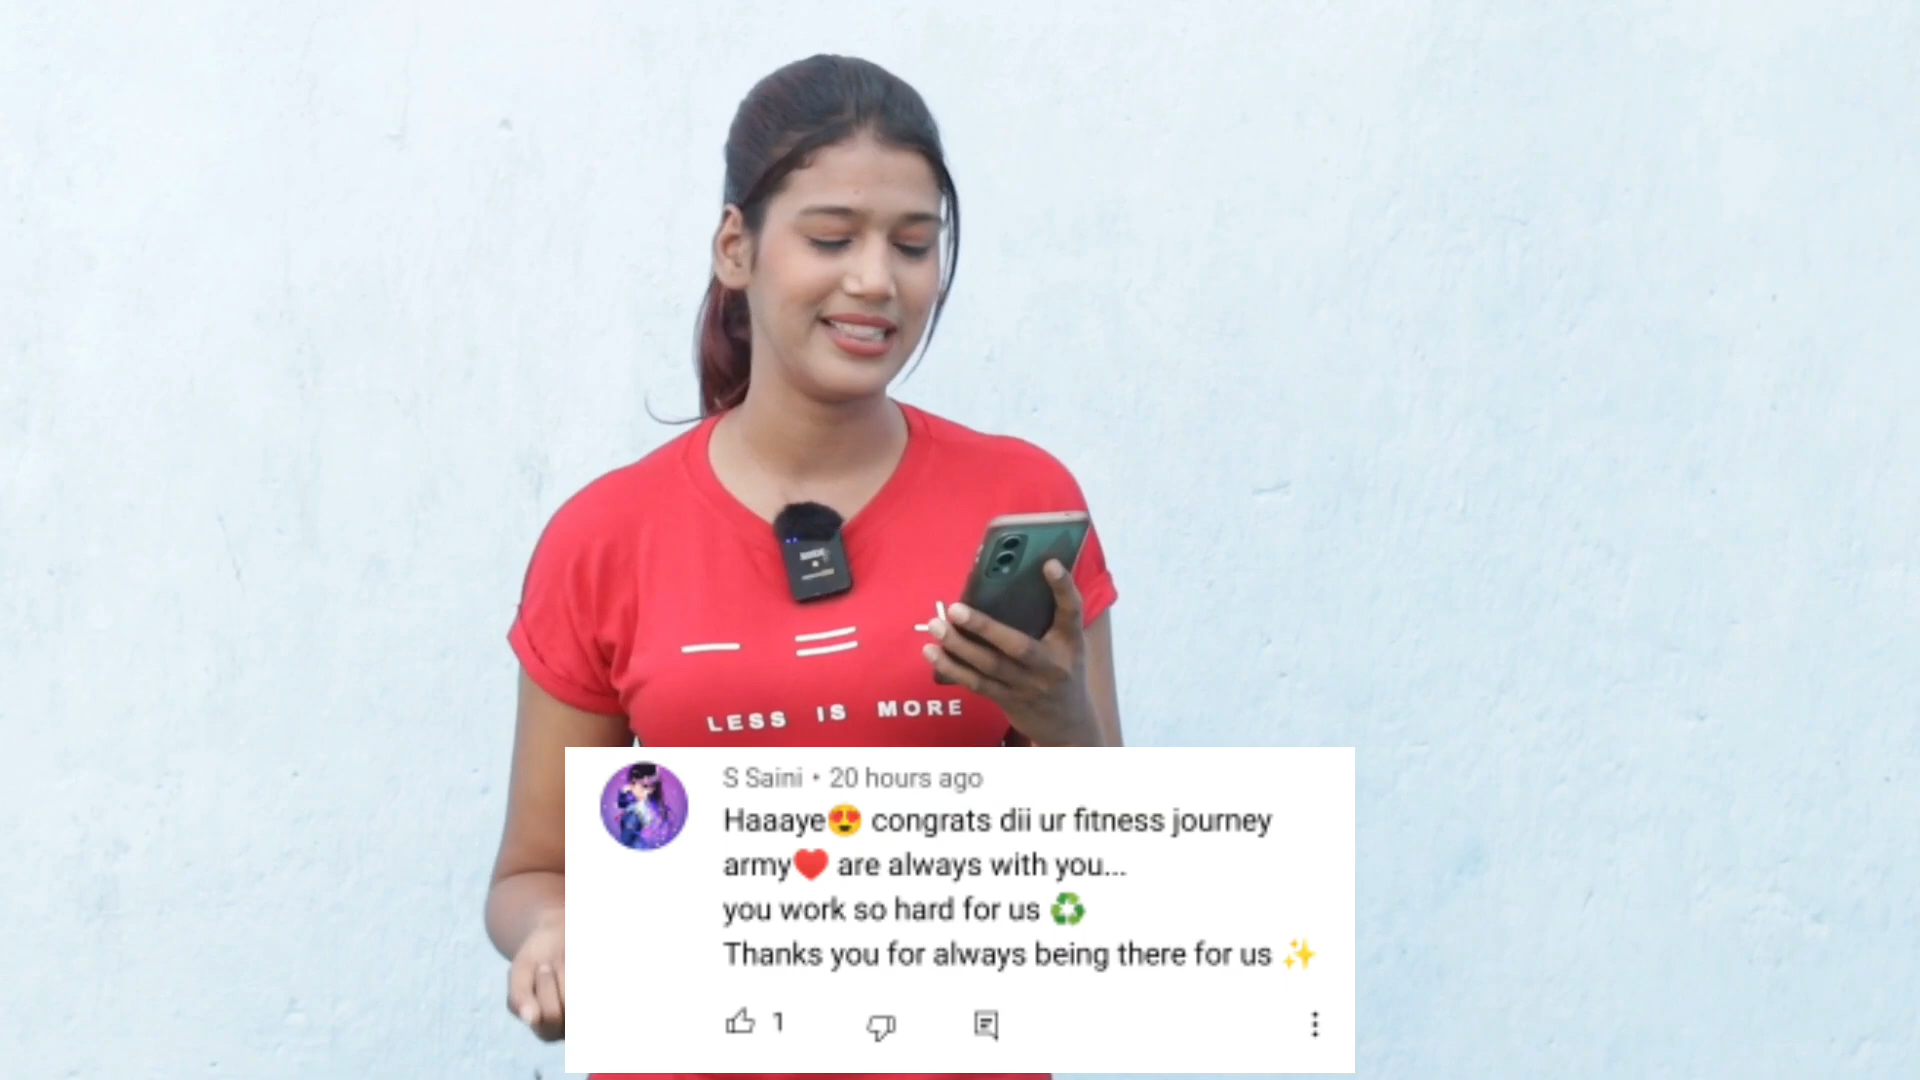 LESS IS MORE
S Saini • 20 hours ago
Haaaye😍 congrats dii ur fitness journey
army❤️ are always with you...
you work so hard for us ♻️
Thanks you for always being there for us ✨
1